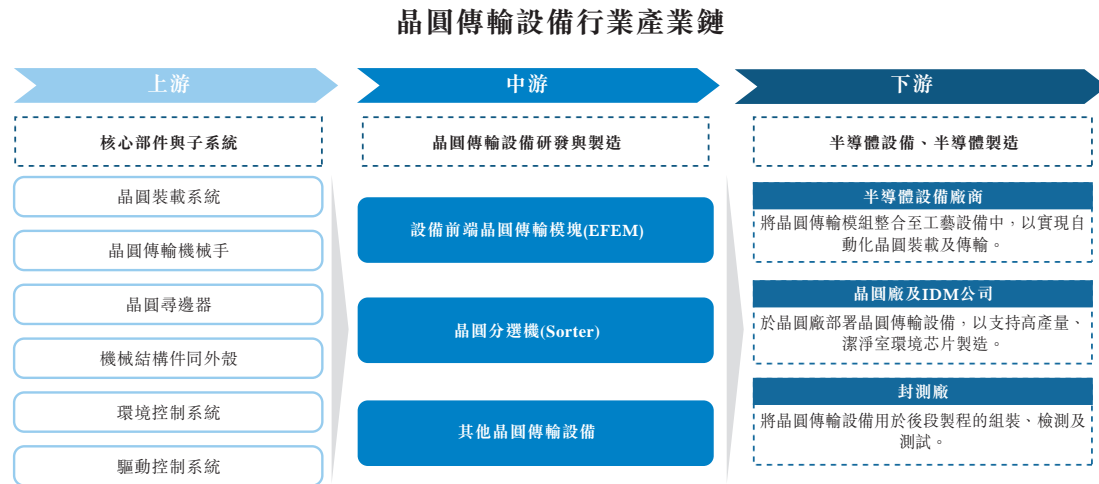 晶圓傳輸設備行業產業鏈
上游
核心部件與子系統
晶圓裝載系統
晶圓傳輸機械手
晶圓尋邊器
機械結構件同外殼
環境控制系統
驅動控制系統
中游
晶圓傳輸設備研發與製造
設備前端晶圓傳輸模塊(EFEM)
晶圓分選機(Sorter)
其他晶圓傳輸設備
下游
半導體設備、半導體製造
半導體設備廠商
將晶圓傳輸模組整合至工藝設備中，以實現自
動化晶圓裝載及傳輸。
晶圓廠及IDM公司
於晶圓廠部署晶圓傳輸設備，以支持高產量、
潔淨室環境芯片製造。
封測廠
將晶圓傳輸設備用於後段製程的組裝、檢測及
測試。